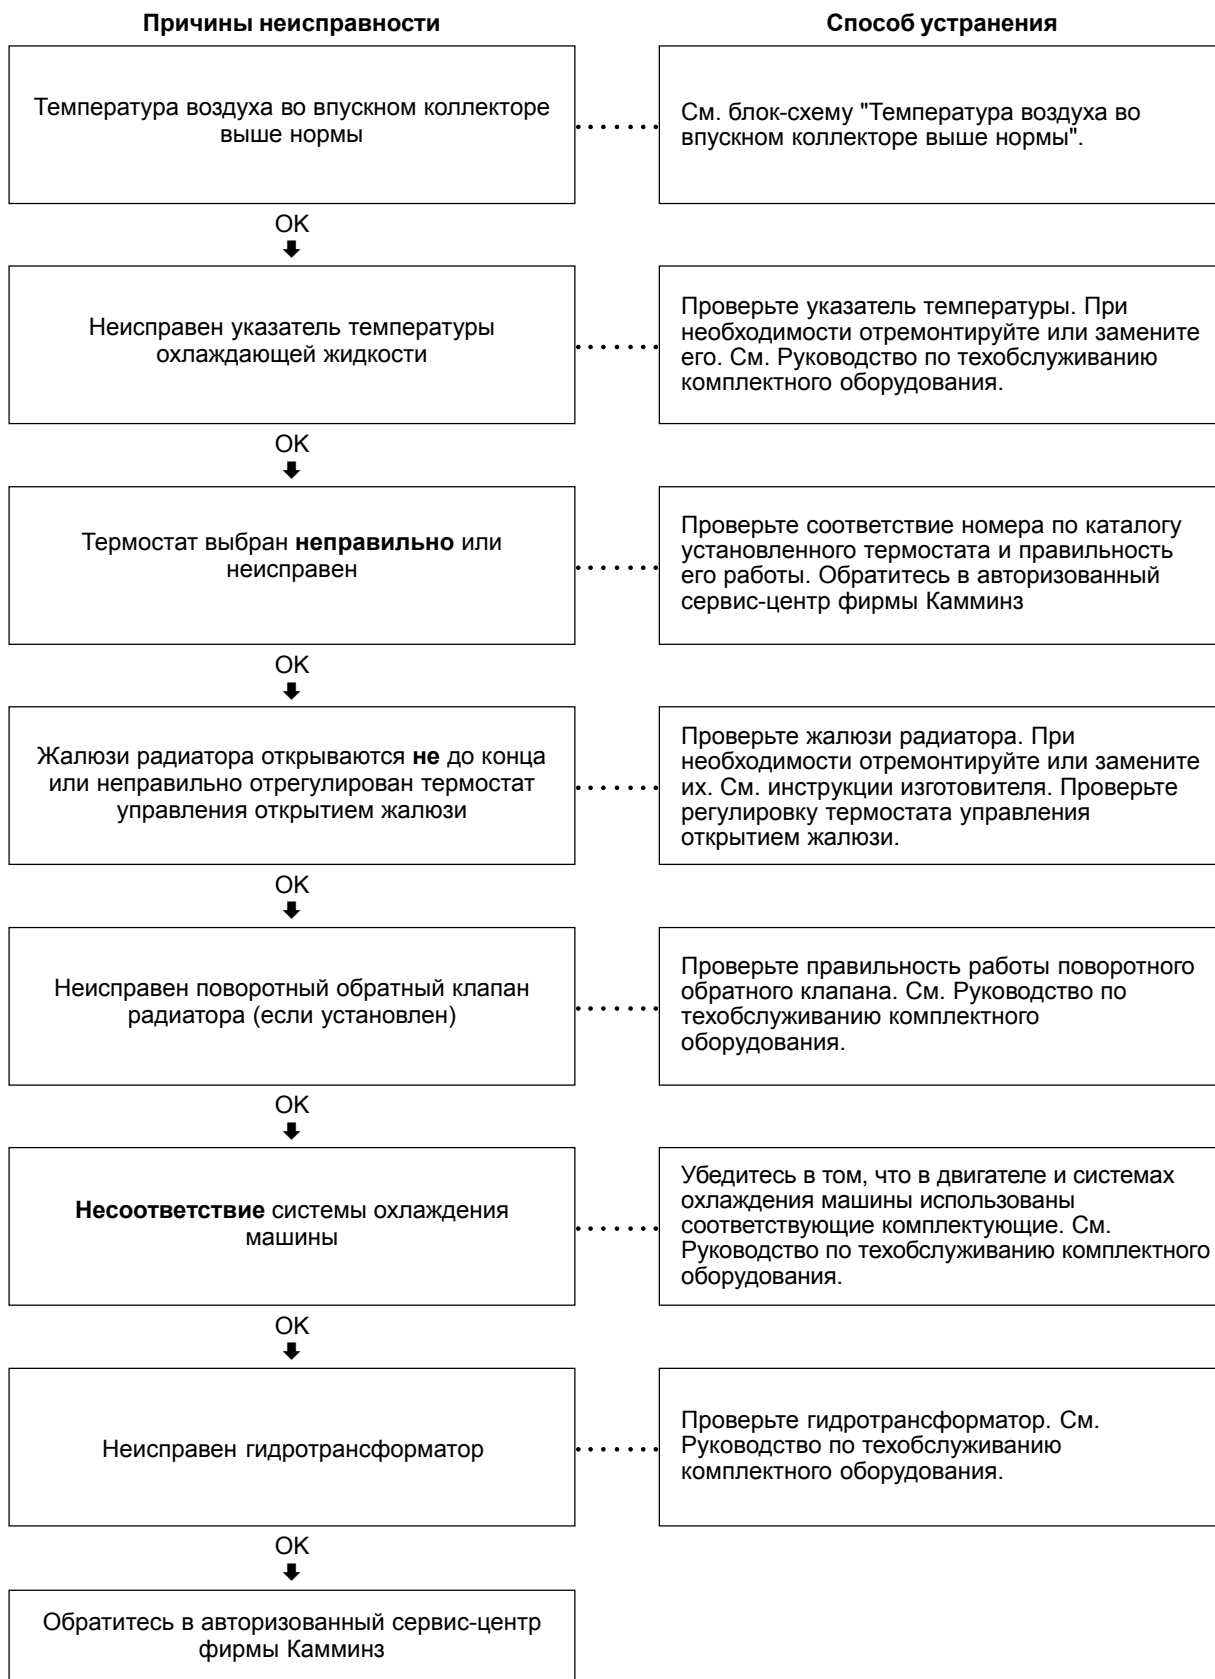 Причины неисправности
Способ устранения
Температура воздуха во впускном коллекторе
выше нормы
См. блок-схему "Температура воздуха во
впускном коллекторе выше нормы".
OK
Неисправен указатель температуры
охлаждающей жидкости
Проверьте указатель температуры. При
необходимости отремонтируйте или замените
его. См. Руководство по техобслуживанию
комплектного оборудования.
OK
Термостат выбран неправильно или
неисправен
Проверьте соответствие номера по каталогу
установленного термостата и правильность
его работы. Обратитесь в авторизованный
сервис-центр фирмы Камминз
OK
Жалюзи радиатора открываются не до конца
или неправильно отрегулирован термостат
управления открытием жалюзи
Проверьте жалюзи радиатора. При
необходимости отремонтируйте или замените
их. См. инструкции изготовителя. Проверьте
регулировку термостата управления
открытием жалюзи.
OK
Неисправен поворотный обратный клапан
радиатора (если установлен)
Проверьте правильность работы поворотного
обратного клапана. См. Руководство по
техобслуживанию комплектного
оборудования.
OK
Несоответствие системы охлаждения
машины
Убедитесь в том, что в двигателе и системах
охлаждения машины использованы
соответствующие комплектующие. См.
Руководство по техобслуживанию комплектного
оборудования.
OK
Неисправен гидротрансформатор
Проверьте гидротрансформатор. См.
Руководство по техобслуживанию
комплектного оборудования.
OK
Обратитесь в авторизованный сервис-центр
фирмы Камминз